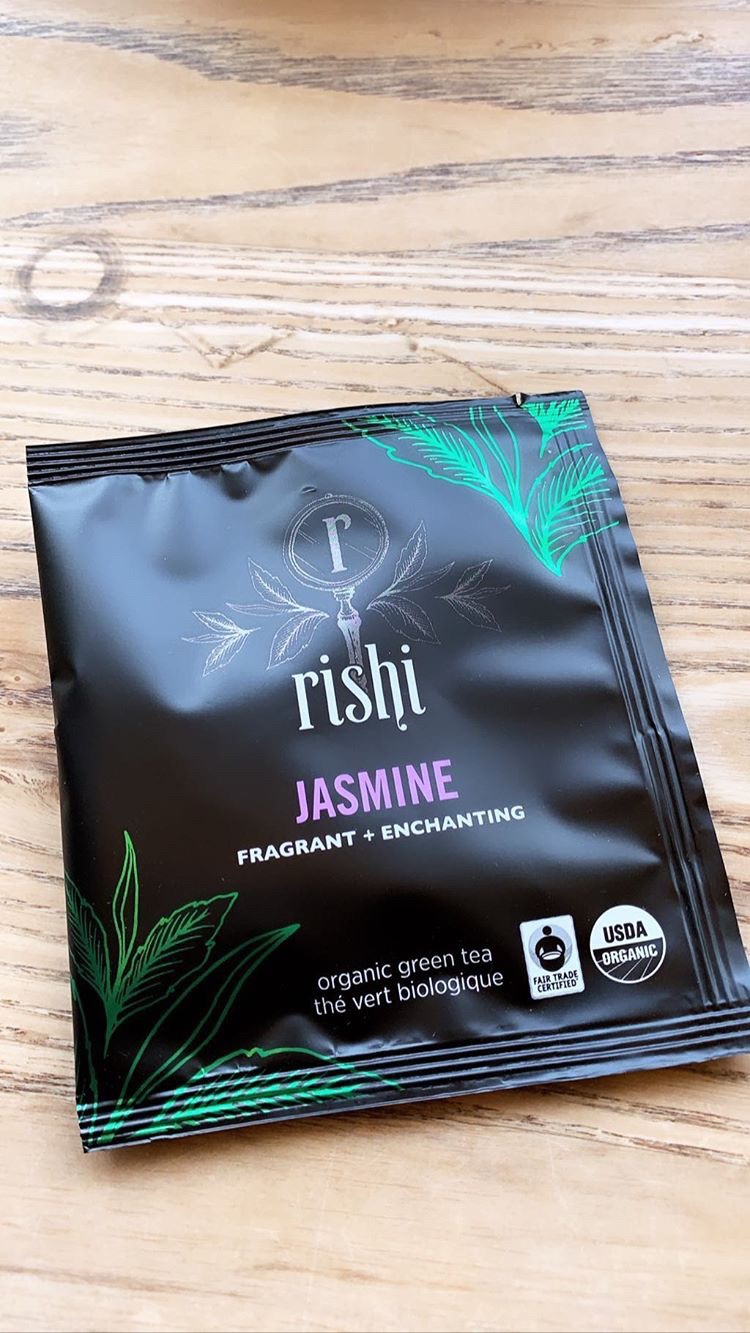 r
rishi
JASMINE
FRAGRANT + ENCHANTING
organic green tea
thé vert biologique
FAIR TRADE
CERTIFIED
USDA
ORGANIC